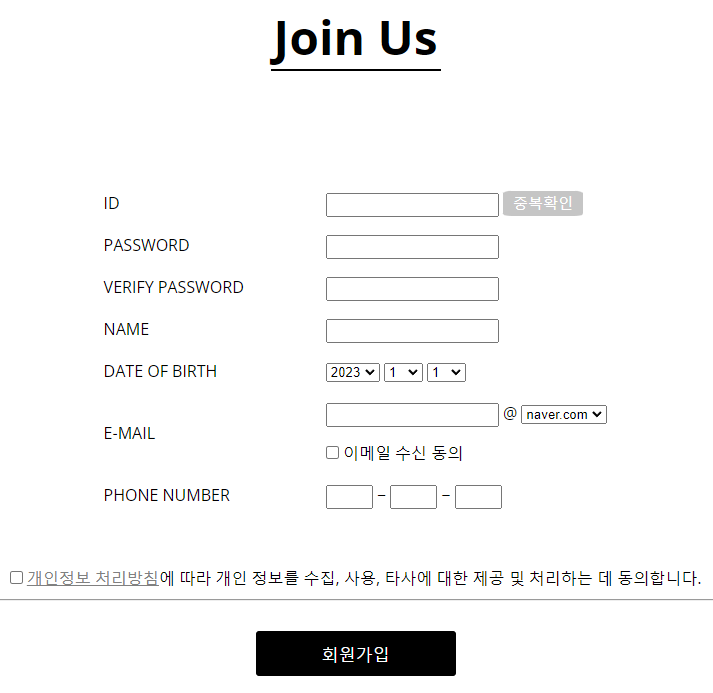 Join Us
ID 중복확인
PASSWORD
VERIFY PASSWORD
NAME
DATE OF BIRTH 2023 1 1
@ naver.com
E-MAIL
이메일 수신 동의
PHONE NUMBER – –
개인정보 처리방침에 따라 개인 정보를 수집, 사용, 타사에 대한 제공 및 처리하는 데 동의합니다.
회원가입